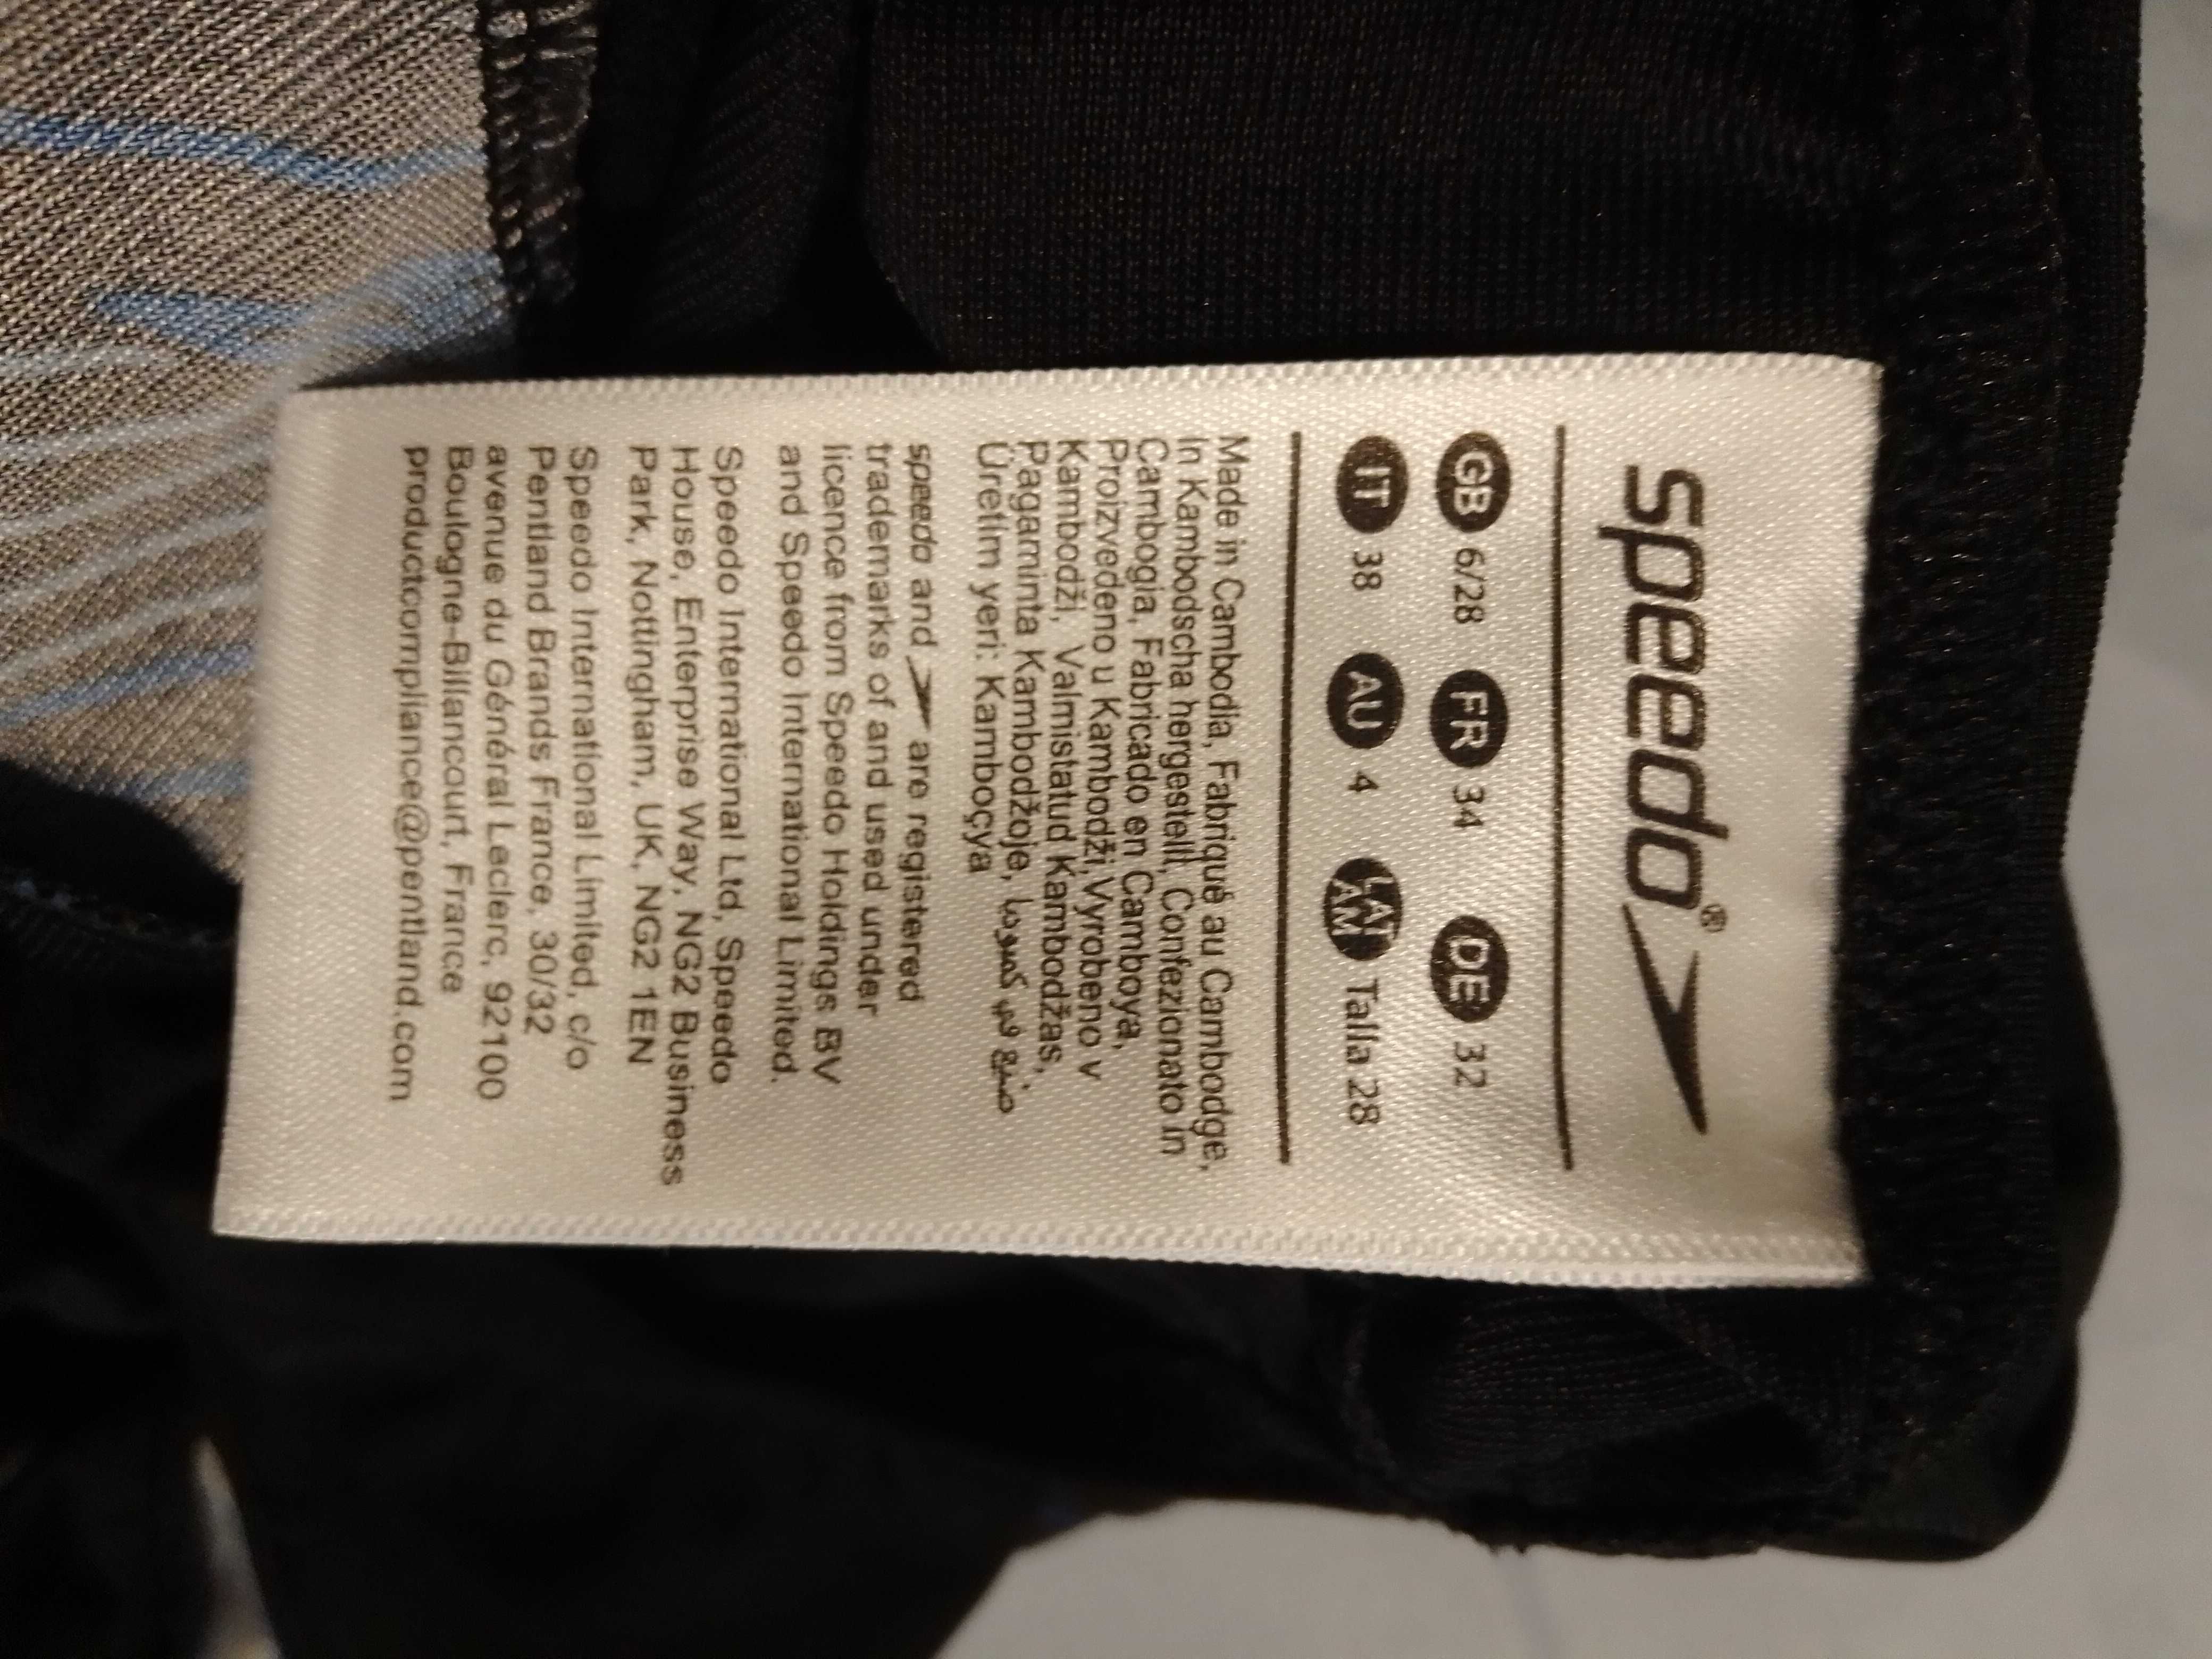 speedo®
GB 6/28 FR 34 DE 32
IT 38 AU 4 LAT AM Talla 28
Made in Cambodia, Fabriqué au Cambodge,
In Kambodscha hergestellt, Confezionato in
Cambogia, Fabricado en Camboya,
Proizvedeno u Kambodži, Vyrobeno v
Kambodži, Valmistatud Kambodžas,
Pagaminta Kambodžoje, صنع في كمبوديا
Üretim yeri: Kamboçya
speedo and are registered
trademarks of and used under
licence from Speedo Holdings BV
and Speedo International Limited.
Speedo International Ltd, Speedo
House, Enterprise Way, NG2 Business
Park, Nottingham, UK, NG2 1EN
Speedo International Limited, c/o
Pentland Brands France, 30/32
avenue du Général Leclerc, 92100
Boulogne-Billancourt, France
productcompliance@pentland.com